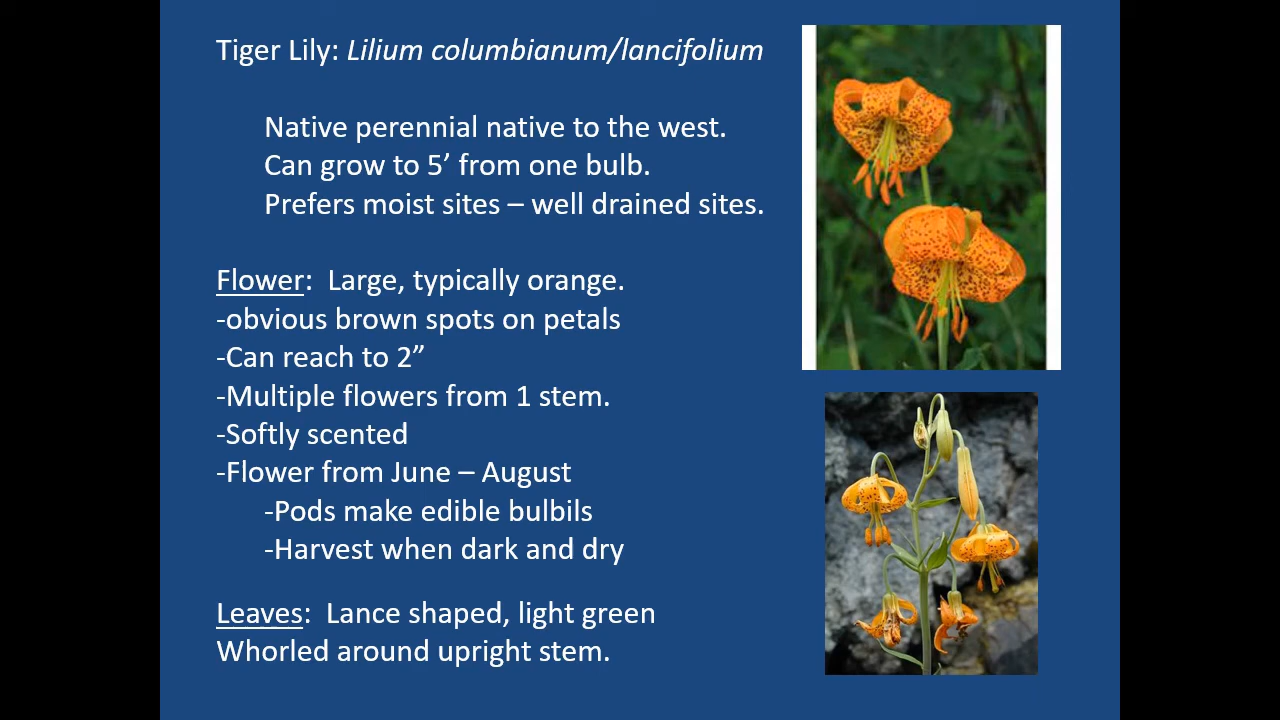 Tiger Lily: Lilium columbianum/lancifolium
Native perennial native to the west.
Can grow to 5’ from one bulb.
Prefers moist sites – well drained sites.
Flower:  Large, typically orange.
-obvious brown spots on petals
-Can reach to 2”
-Multiple flowers from 1 stem.
-Softly scented
-Flower from June – August
-Pods make edible bulbils
-Harvest when dark and dry
Leaves:  Lance shaped, light green
Whorled around upright stem.